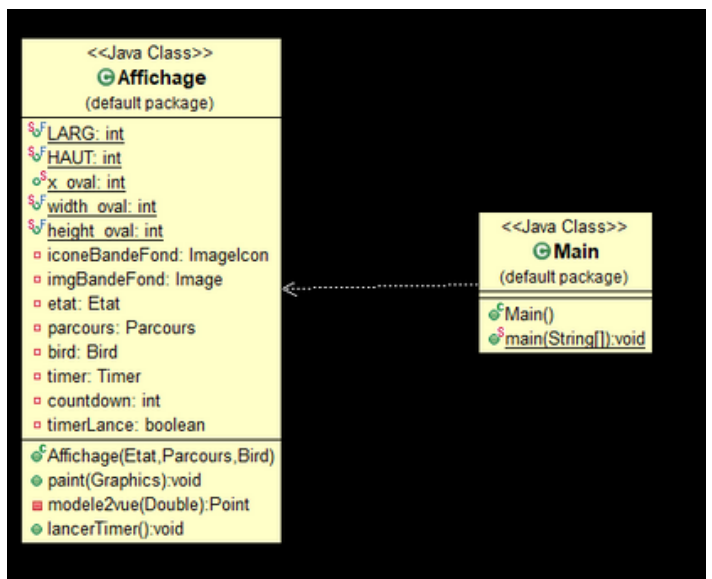 <<Java Class>>
Affichage
(default package)
LARG: int
HAUT: int
x_oval: int
width_oval: int
height_oval: int
iconeBandeFond: ImageIcon
imgBandeFond: Image
etat: Etat
parcours: Parcours
bird: Bird
timer: Timer
countdown: int
timerLance: boolean
Affichage(Etat,Parcours,Bird)
paint(Graphics):void
modele2vue(Double):Point
lancerTimer():void
<<Java Class>>
Main
(default package)
Main()
main(String[]):void